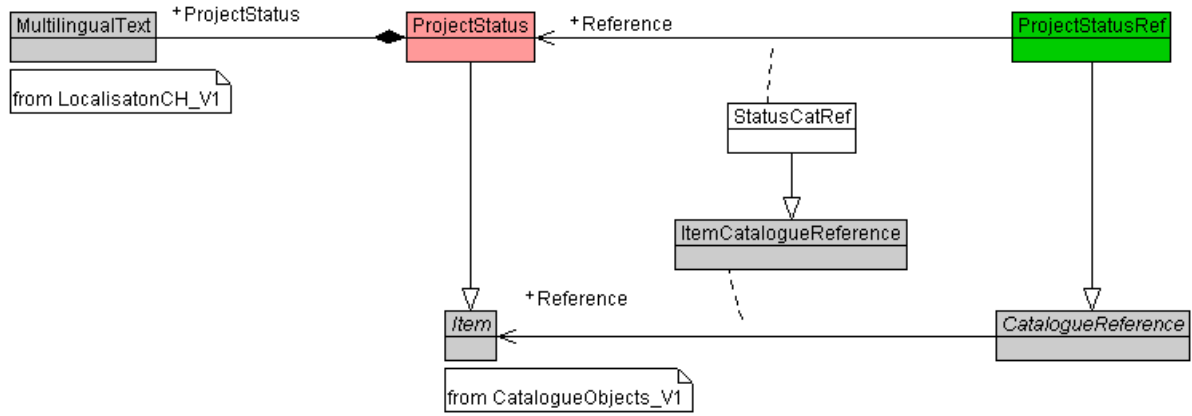 MultilingualText
+ProjectStatus
ProjectStatus
+Reference
ProjectStatusRef
from LocalisatonCH_V1
StatusCatRef
ItemCatalogueReference
+Reference
Item
CatalogueReference
from CatalogueObjects_V1